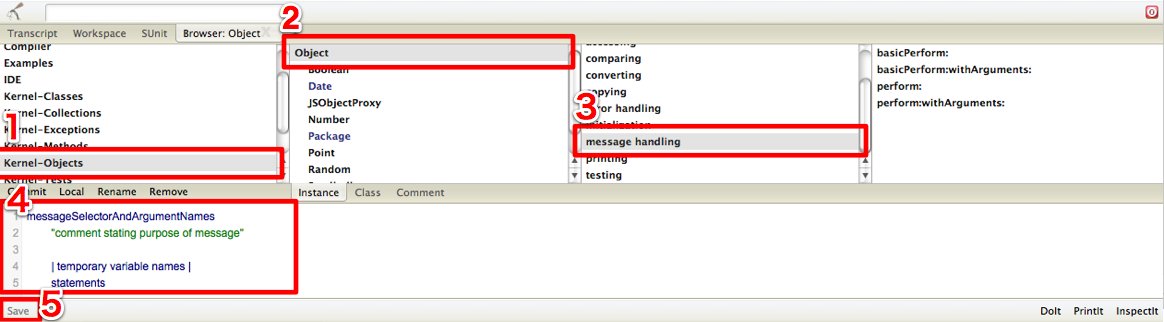 2
Transcript Workspace SUnit Browser: Object
Compiler
Examples
IDE
Kernel-Classes
Kernel-Collections
Kernel-Exceptions
Kernel-Methods
Kernel-Objects
Kernel-Tests
1
Object
Boolean
Date
JSObjectProxy
Number
Package
Point
Random
accessing
comparing
converting
copying
error handling
initialization
message handling
printing
testing
3
basicPerform:
basicPerform:withArguments:
perform:
perform:withArguments:
Commit Local Rename Remove
Instance Class Comment
4
1 messageSelectorAndArgumentNames
2 "comment stating purpose of message"
3
4 | temporary variable names |
5 statements
5
Save
DoIt PrintIt InspectIt